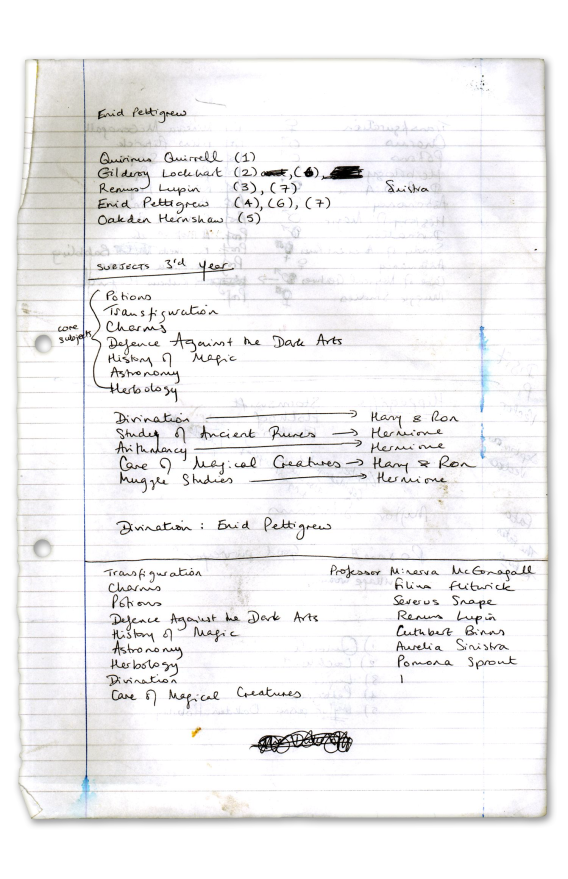 Enid Pettigrew
Quirinus Quirrell (1)
Gilderoy Lockhart (2) , (6),
Remus Lupin (3), (7)
Sinistra
Enid Pettigrew (4), (6), (7)
Oakden Hernshaw (5)
SUBJECTS 3rd year
core subjects
Potions
Transfiguration
Charms
Defence Against the Dark Arts
History of Magic
Astronomy
Herbology
Divination → Harry & Ron
Study of Ancient Runes → Hermione
Arithmancy → Hermione
Care of Magical Creatures → Harry & Ron
Muggle Studies → Hermione
Divination : Enid Pettigrew
Transfiguration Professor Minerva McGonagall
Charms Filius Flitwick
Potions Severus Snape
Defence Against the Dark Arts Remus Lupin
History of Magic Cuthbert Binns
Astronomy Aurelia Sinistra
Herbology Pomona Sprout
Divination
Care of Magical Creatures